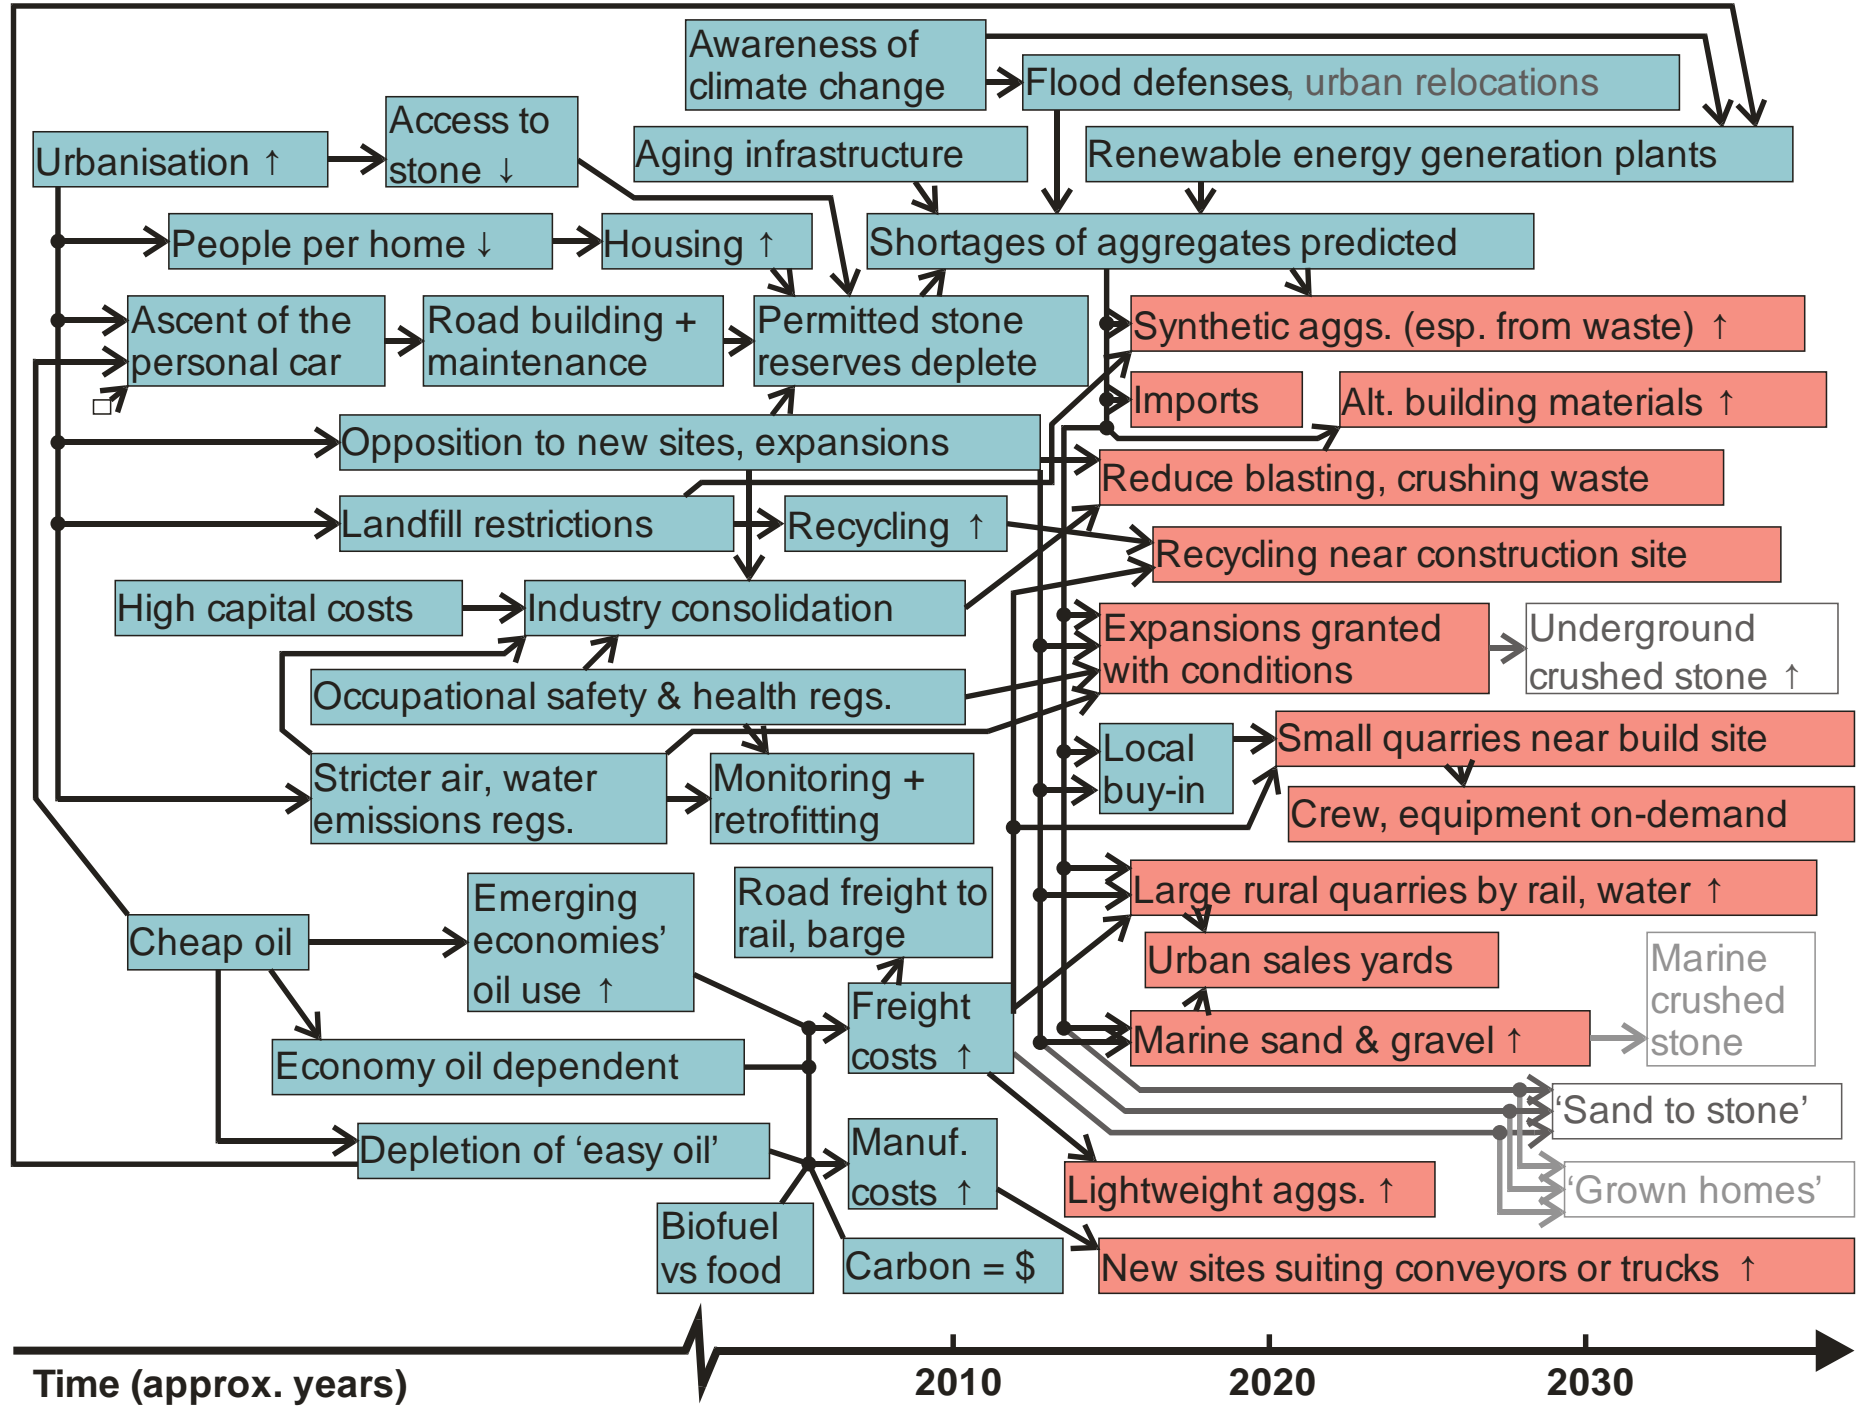 Awareness of
climate change
Flood defenses, urban relocations
Access to
stone ↓
Urbanisation ↑
Aging infrastructure
Renewable energy generation plants
People per home ↓
Housing ↑
Shortages of aggregates predicted
Ascent of the
personal car
Road building +
maintenance
Permitted stone
reserves deplete
Synthetic aggs. (esp. from waste) ↑
Imports
Alt. building materials ↑
Opposition to new sites, expansions
Reduce blasting, crushing waste
Landfill restrictions
Recycling ↑
Recycling near construction site
High capital costs
Industry consolidation
Expansions granted
with conditions
Underground
crushed stone ↑
Occupational safety & health regs.
Stricter air, water
emissions regs.
Monitoring +
retrofitting
Local
buy-in
Small quarries near build site
Crew, equipment on-demand
Emerging
economies’
oil use ↑
Road freight to
rail, barge
Large rural quarries by rail, water ↑
Cheap oil
Urban sales yards
Marine
crushed
stone
Freight
costs ↑
Marine sand & gravel ↑
Economy oil dependent
‘Sand to stone’
Depletion of ‘easy oil’
Manuf.
costs ↑
Lightweight aggs. ↑
‘Grown homes’
Biofuel
vs food
Carbon = $
New sites suiting conveyors or trucks ↑
Time (approx. years)
2010
2020
2030